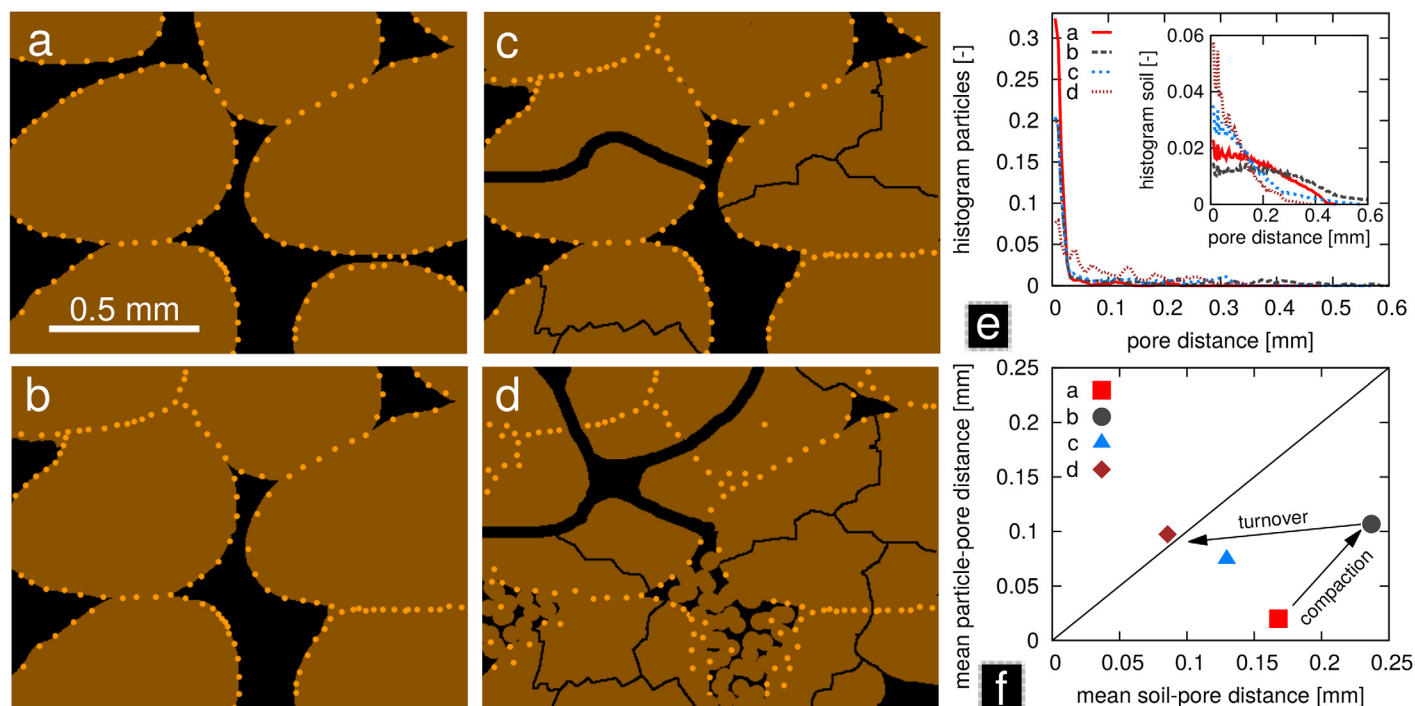 a
0.5 mm
b
c
d
histogram particles [-]
0.3
0.25
0.2
0.15
0.1
0.05
0
a
b
c
d
histogram soil [-]
0.06
0.04
0.02
0
0 0.2 0.4 0.6
pore distance [mm]
0 0.1 0.2 0.3 0.4 0.5 0.6
pore distance [mm]
e
mean particle-pore distance [mm]
0.25
0.2
0.15
0.1
0.05
0
a
b
c
d
turnover
compaction
0 0.05 0.1 0.15 0.2 0.25
mean soil-pore distance [mm]
f